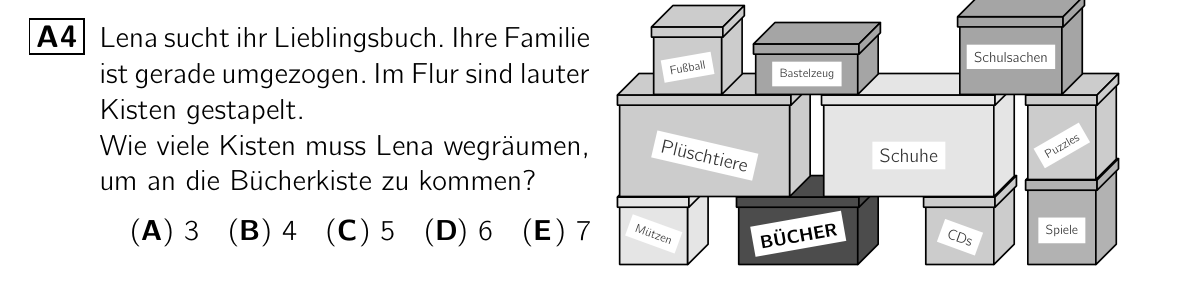 A4 Lena sucht ihr Lieblingsbuch. Ihre Familie
ist gerade umgezogen. Im Flur sind lauter
Kisten gestapelt.
Wie viele Kisten muss Lena wegräumen,
um an die Bücherkiste zu kommen?
(A) 3 (B) 4 (C) 5 (D) 6 (E) 7
Fußball
Bastelzeug
Schulsachen
Plüschtiere
Schuhe
Puzzles
Mützen
BÜCHER
CDs
Spiele